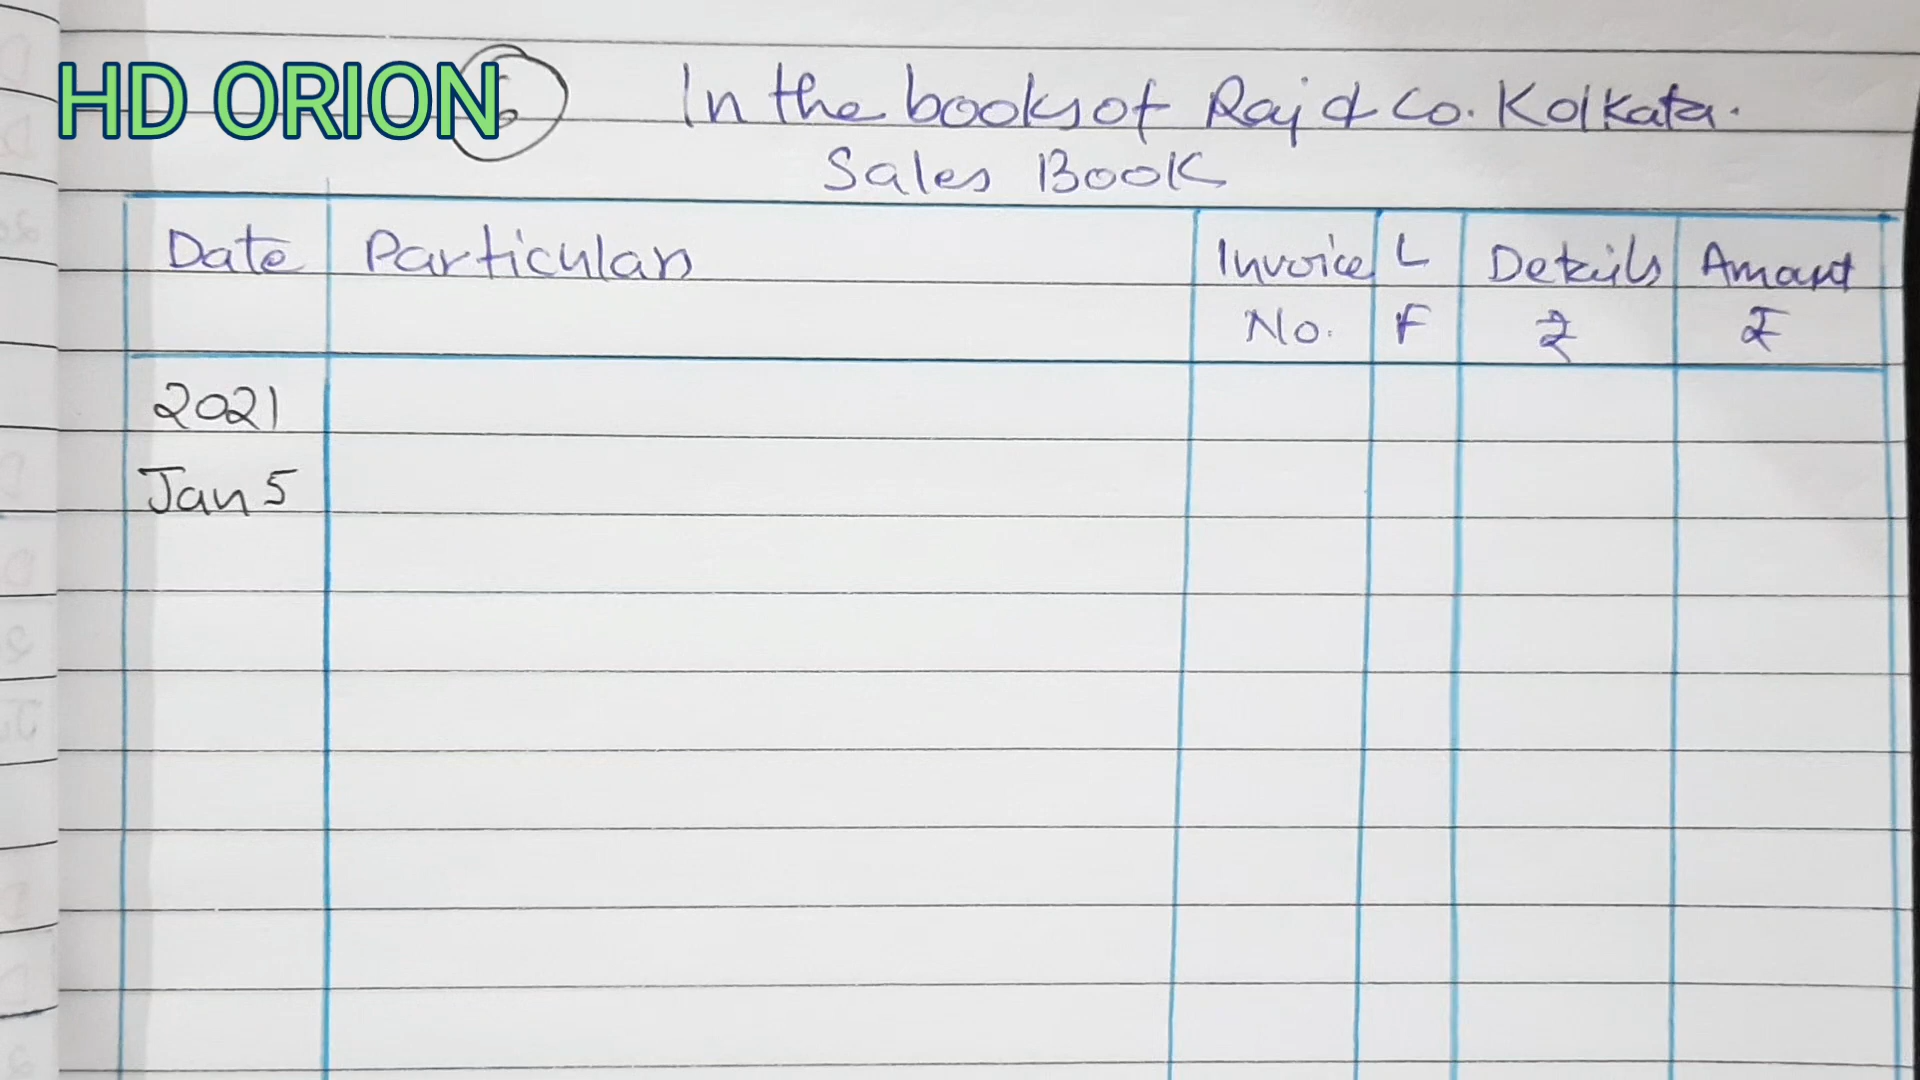 HD ORION
In the books of Raj & Co. Kolkata.
Sales Book
Date Particulars Invoice No. L F Details ₹ Amount ₹
2021
Jan 5